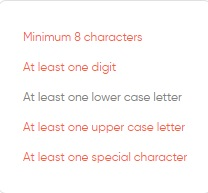 Minimum 8 characters
At least one digit
At least one lower case letter
At least one upper case letter
At least one special character